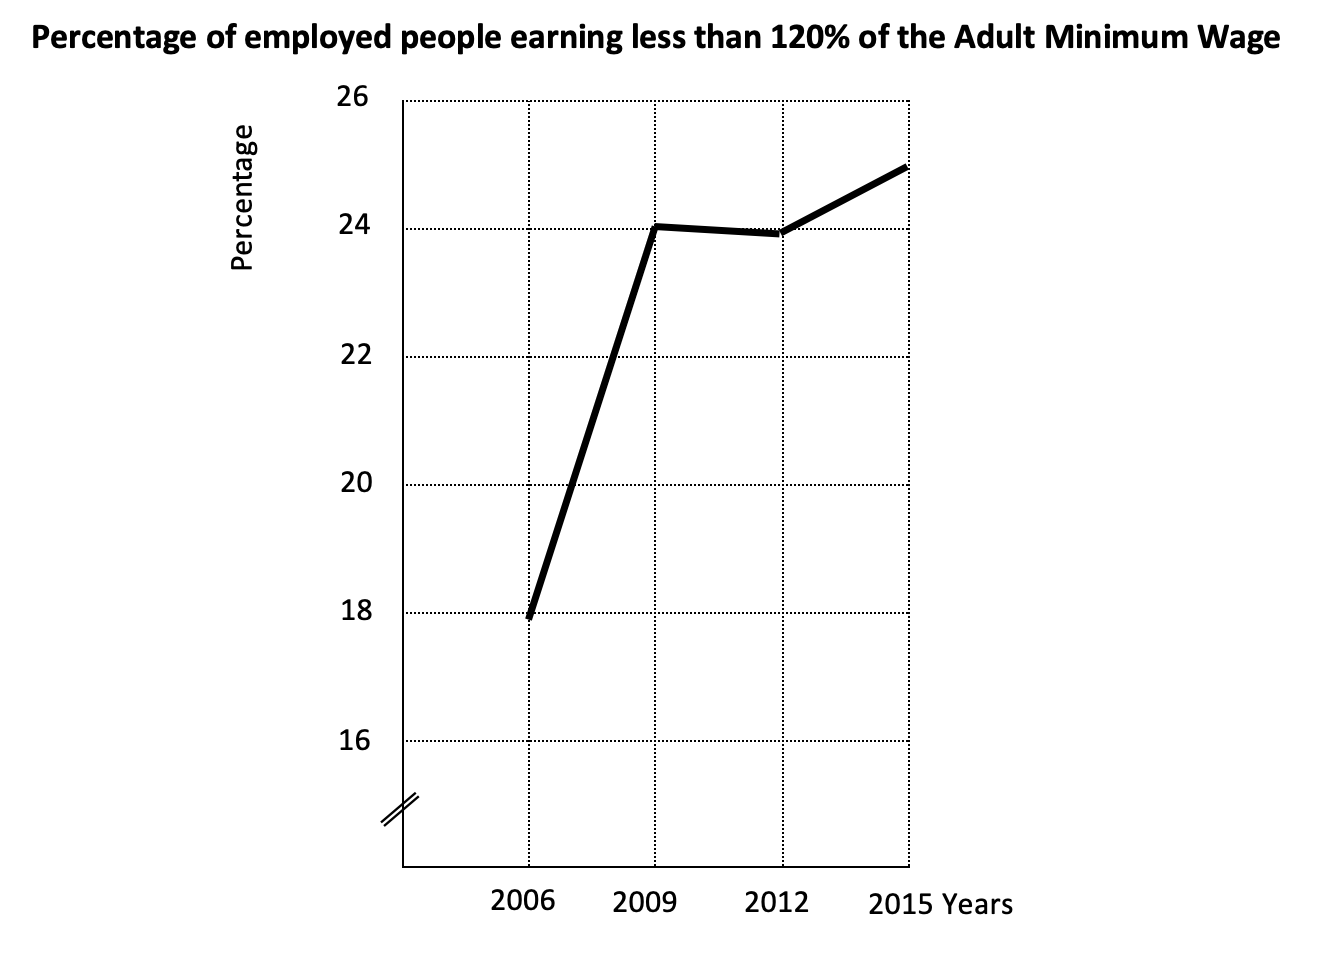 Percentage of employed people earning less than 120% of the Adult Minimum Wage
Percentage
26
24
22
20
18
16
2006 2009 2012 2015 Years